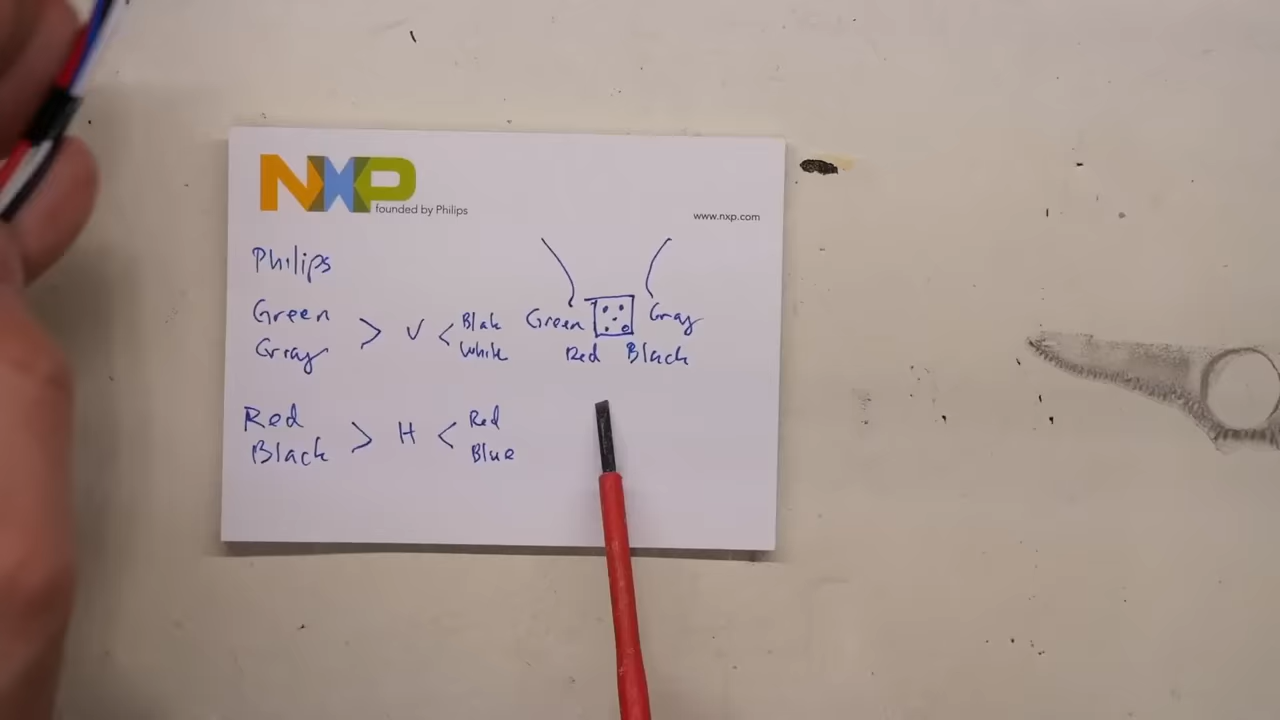 NXP
founded by Philips
www.nxp.com
Philips
Green
Gray
> V <
Blak
White
Red
Black
> H <
Red
Blue
Green
Gray
Red Black